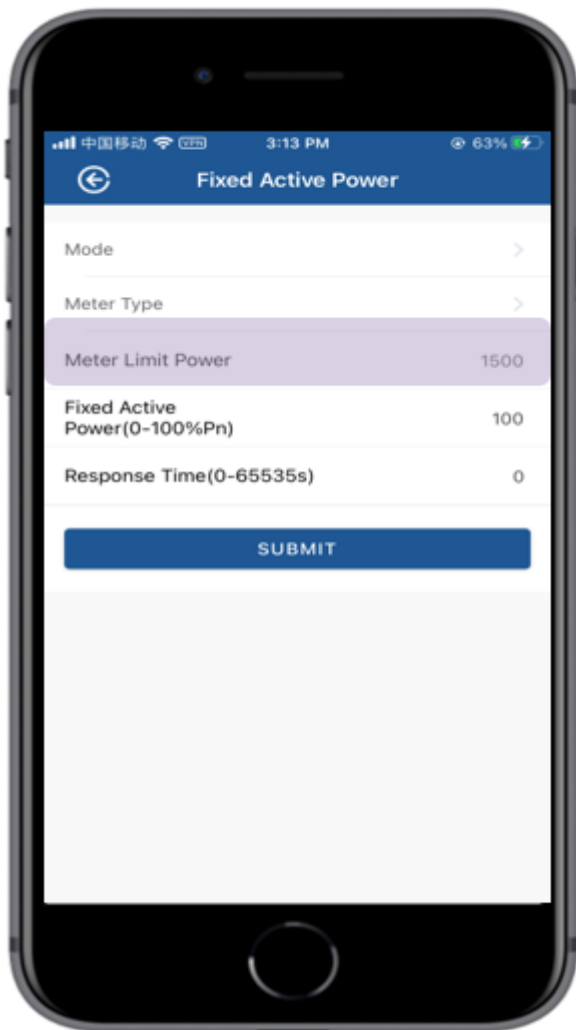 中国移动 VPN 3:13 PM 63%
Fixed Active Power
Mode
Meter Type
Meter Limit Power 1500
Fixed Active
Power(0-100%Pn) 100
Response Time(0-65535s) 0
SUBMIT